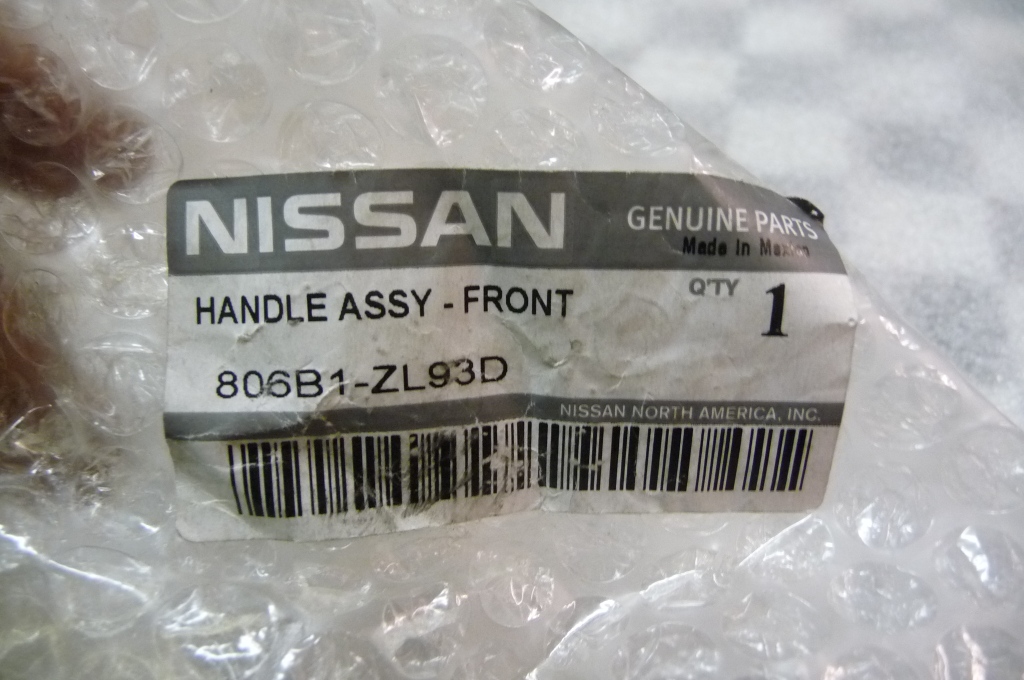 NISSAN
GENUINE PARTS
Made In Mexico
HANDLE ASSY - FRONT
Q'TY 1
806B1-ZL93D
NISSAN NORTH AMERICA, INC.